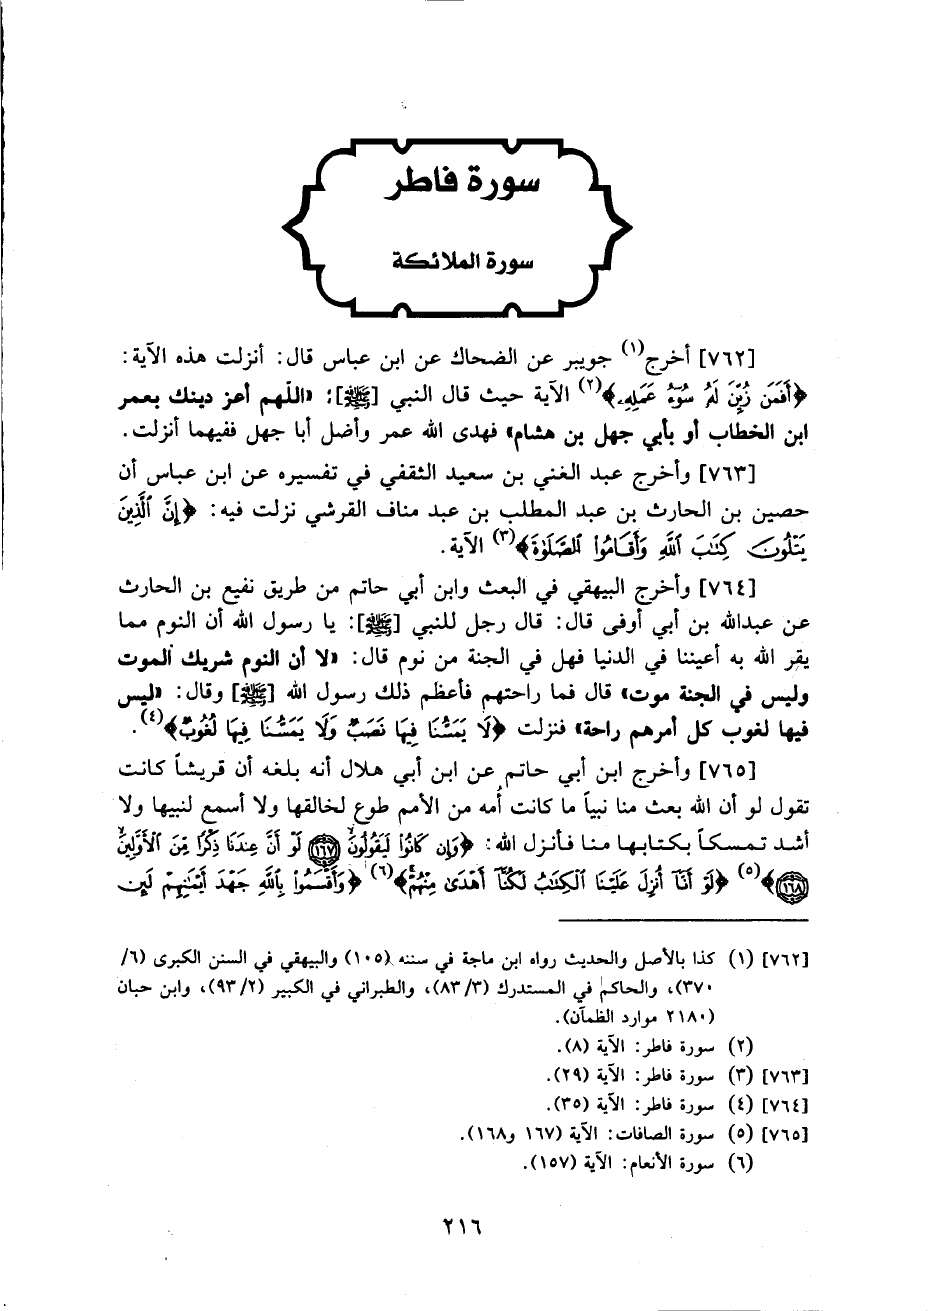 سورة فاطر
سورة الملائكة
[٧٦٢] أخرج(١) جويبر عن الضحاك عن ابن عباس قال: أنزلت هذه الآية:
﴿أَفَمَن زُيِّنَ لَهُ سُوٓءُ عَمَلِهِۦ﴾(٢) الآية حيث قال النبي [ﷺ]؛ «اللّهم أعز دينك بعمر
ابن الخطاب أو بأبي جهل بن هشام» فهدى الله عمر وأضل أبا جهل ففيهما أنزلت.
[٧٦٣] وأخرج عبد الغني بن سعيد الثقفي في تفسيره عن ابن عباس أن
حصين بن الحارث بن عبد المطلب بن عبد مناف القرشي نزلت فيه: ﴿إِنَّ ٱلَّذِينَ
يَتْلُونَ كِتَٰبَ ٱللَّهِ وَأَقَامُوا۟ ٱلصَّلَوٰةَ﴾(٣) الآية.
[٧٦٤] وأخرج البيهقي في البعث وابن أبي حاتم من طريق نفيع بن الحارث
عن عبدالله بن أبي أوفى قال: قال رجل للنبي [ﷺ]: يا رسول الله أن النوم مما
يقر الله به أعيننا في الدنيا فهل في الجنة من نوم قال: «لا أن النوم شريك الموت
وليس في الجنة موت» قال فما راحتهم فأعظم ذلك رسول الله [ﷺ] وقال: «ليس
فيها لغوب كل أمرهم راحة» فنزلت ﴿لَا يَمَسُّنَا فِيهَا نَصَبٌ وَلَا يَمَسُّنَا فِيهَا لُغُوبٌ﴾(٤).
[٧٦٥] وأخرج ابن أبي حاتم عن ابن أبي هلال أنه بلغه أن قريشاً كانت
تقول لو أن الله بعث منا نبياً ما كانت أُمه من الأمم طوع لخالقها ولا أسمع لنبيها ولا
أشد تمسكاً بكتابها منا فأنزل الله: ﴿وَإِن كَانُوا۟ لَيَقُولُونَ ١٦٧ لَوْ أَنَّ عِندَنَا ذِكْرًا مِّنَ ٱلْأَوَّلِينَ
١٦٨﴾(٥) ﴿لَوْ أَنَّآ أُنزِلَ عَلَيْنَا ٱلْكِتَٰبُ لَكُنَّآ أَهْدَىٰ مِنْهُمْ﴾(٦) ﴿وَأَقْسَمُوا۟ بِٱللَّهِ جَهْدَ أَيْمَٰنِهِمْ لَئِن
[٧٦٢] (١) كذا بالأصل والحديث رواه ابن ماجة في سننه (١٠٥) والبيهقي في السنن الكبرى (٦/
٣٧٠)، والحاكم في المستدرك (٨٣/٣)، والطبراني في الكبير (٩٣/٢)، وابن حبان
(٢١٨٠ موارد الظمآن).
(٢) سورة فاطر: الآية (٨).
[٧٦٣] (٣) سورة فاطر: الآية (٢٩).
[٧٦٤] (٤) سورة فاطر: الآية (٣٥).
[٧٦٥] (٥) سورة الصافات: الآية (١٦٧ و١٦٨).
(٦) سورة الأنعام: الآية (١٥٧).
٢١٦